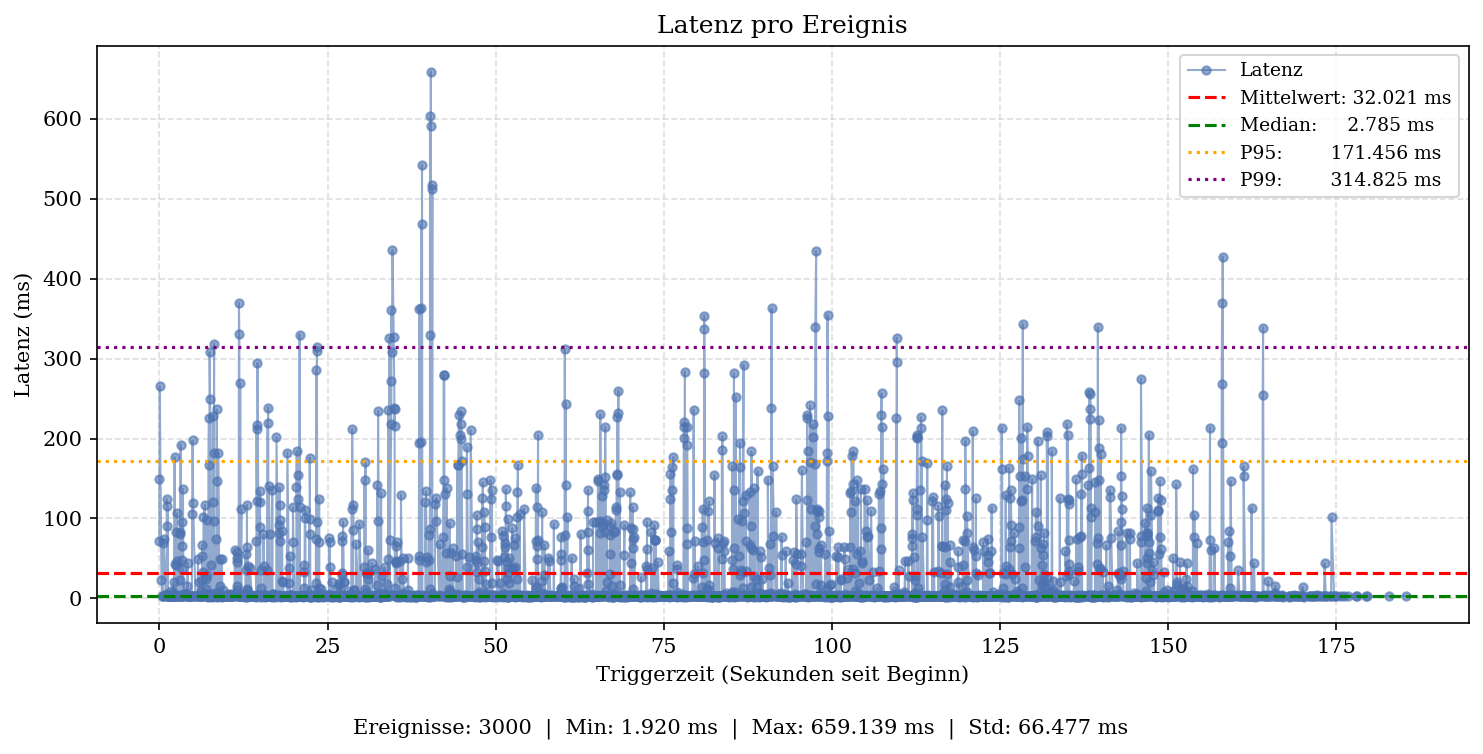 Latenz pro Ereignis
Latenz (ms)
600
500
400
300
200
100
0
Latenz
Mittelwert: 32.021 ms
Median: 2.785 ms
P95: 171.456 ms
P99: 314.825 ms
0 25 50 75 100 125 150 175
Triggerzeit (Sekunden seit Beginn)
Ereignisse: 3000 | Min: 1.920 ms | Max: 659.139 ms | Std: 66.477 ms